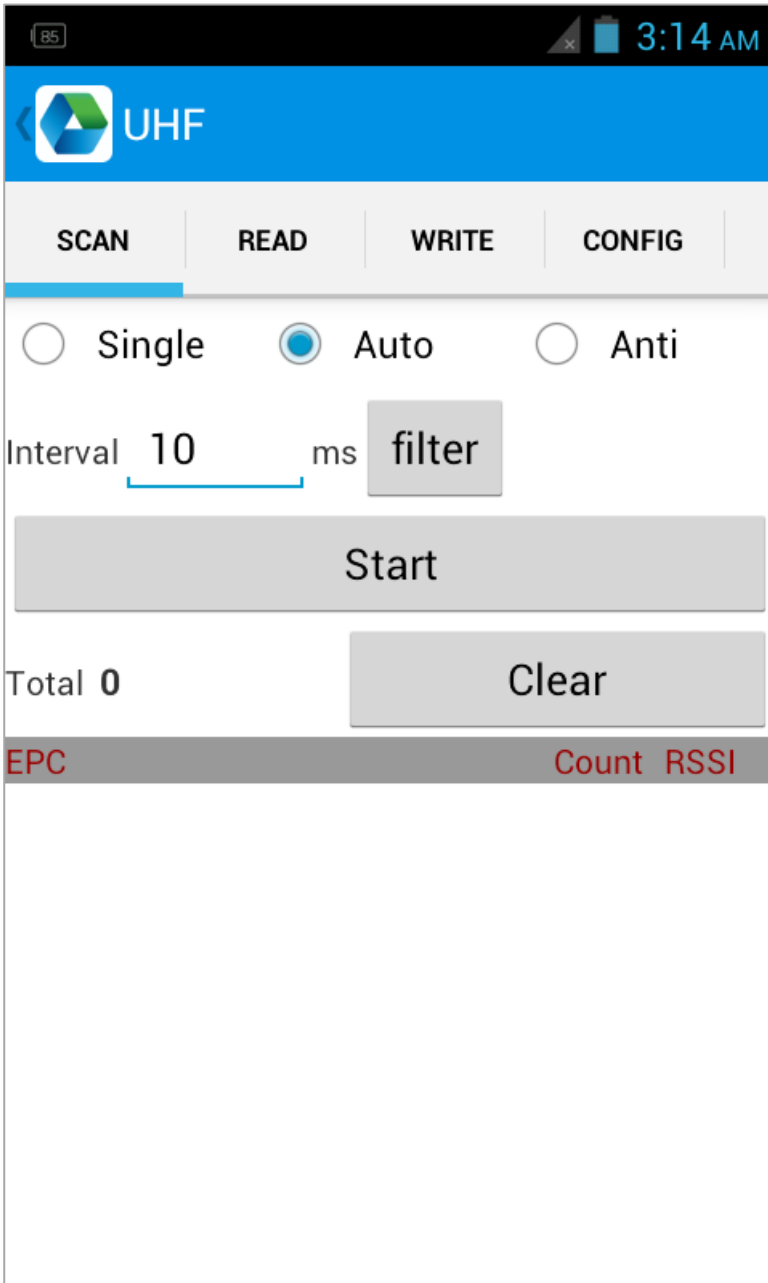 85 3:14 AM
UHF
SCAN READ WRITE CONFIG
Single Auto Anti
Interval 10 ms filter
Start
Total 0 Clear
EPC Count RSSI